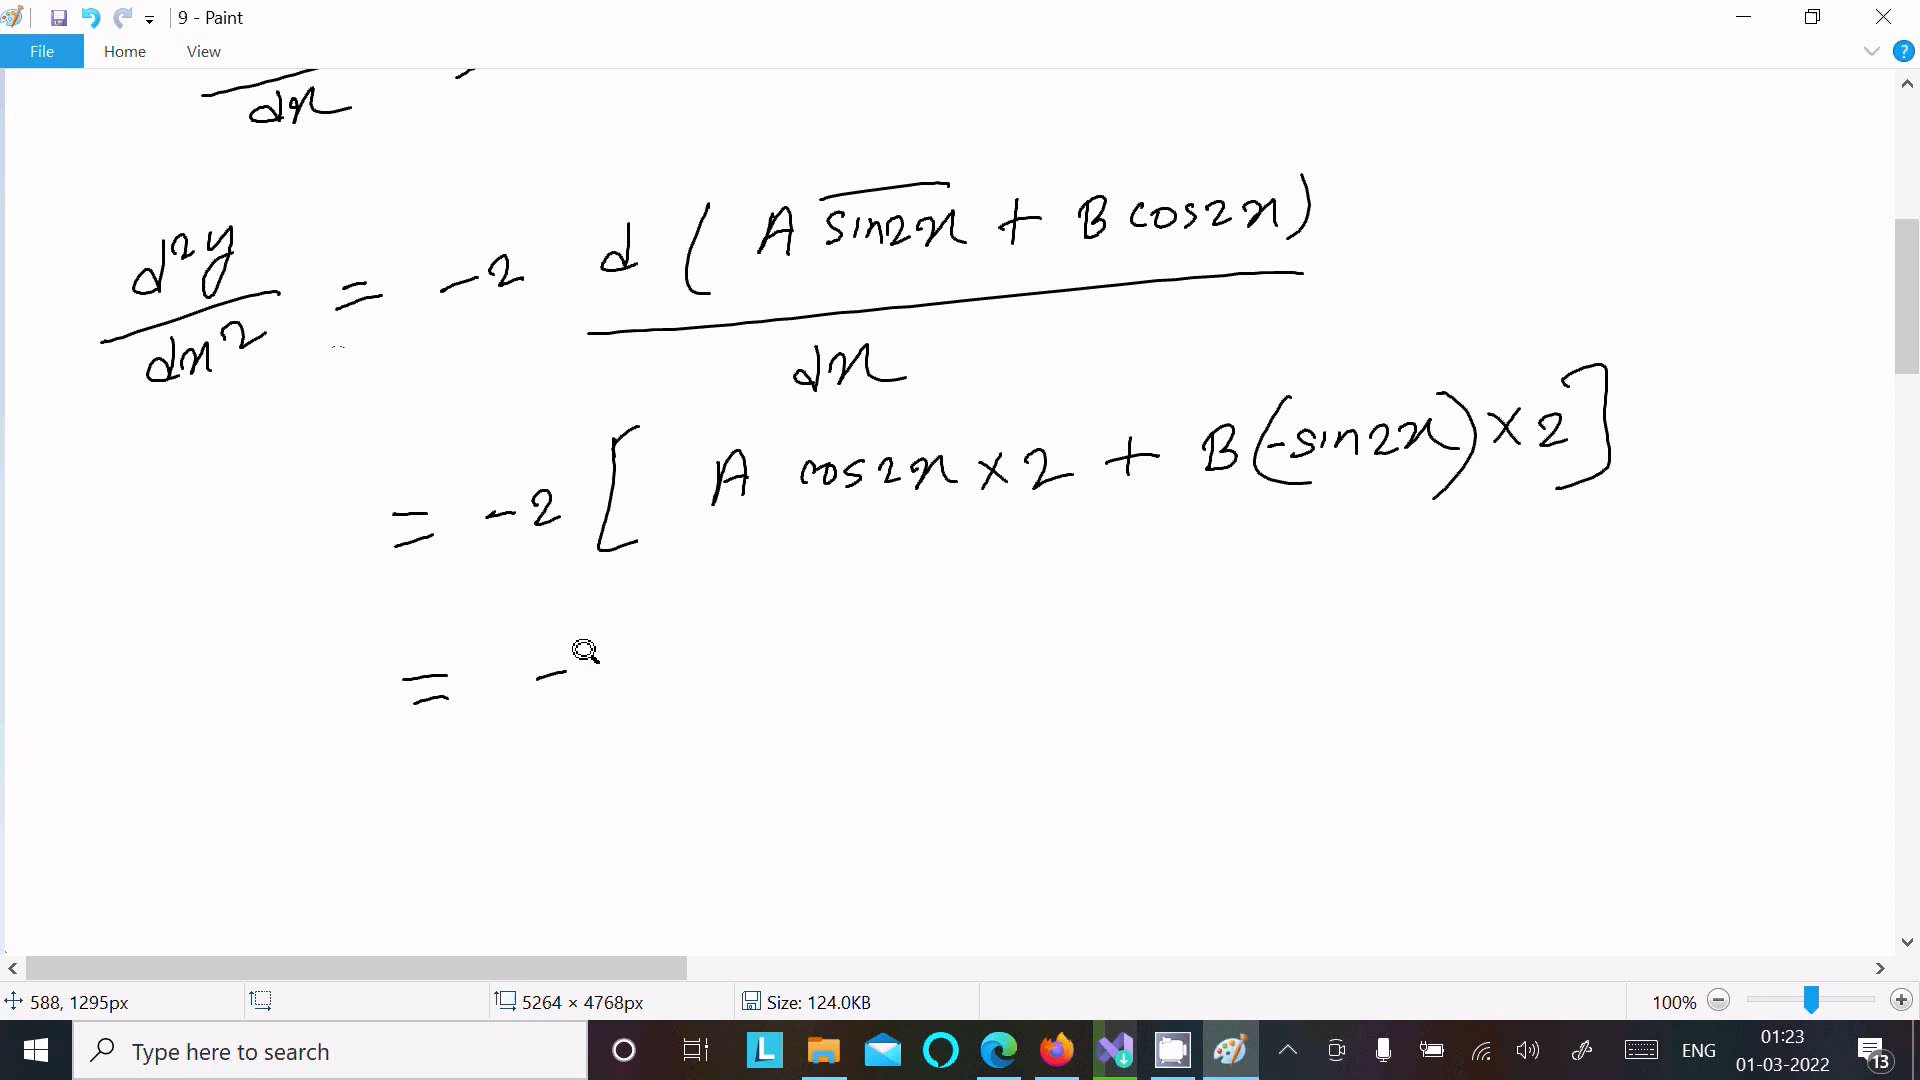 9 - Paint
File Home View
dx
d²y/dx² = -2 d(A sin2x + B cos2x)/dx
= -2 [ A cos2x × 2 + B(-sin2x) × 2 ]
= -
588, 1295px 5264 × 4768px Size: 124.0KB 100%
Type here to search L ENG 01:23
01-03-2022 13